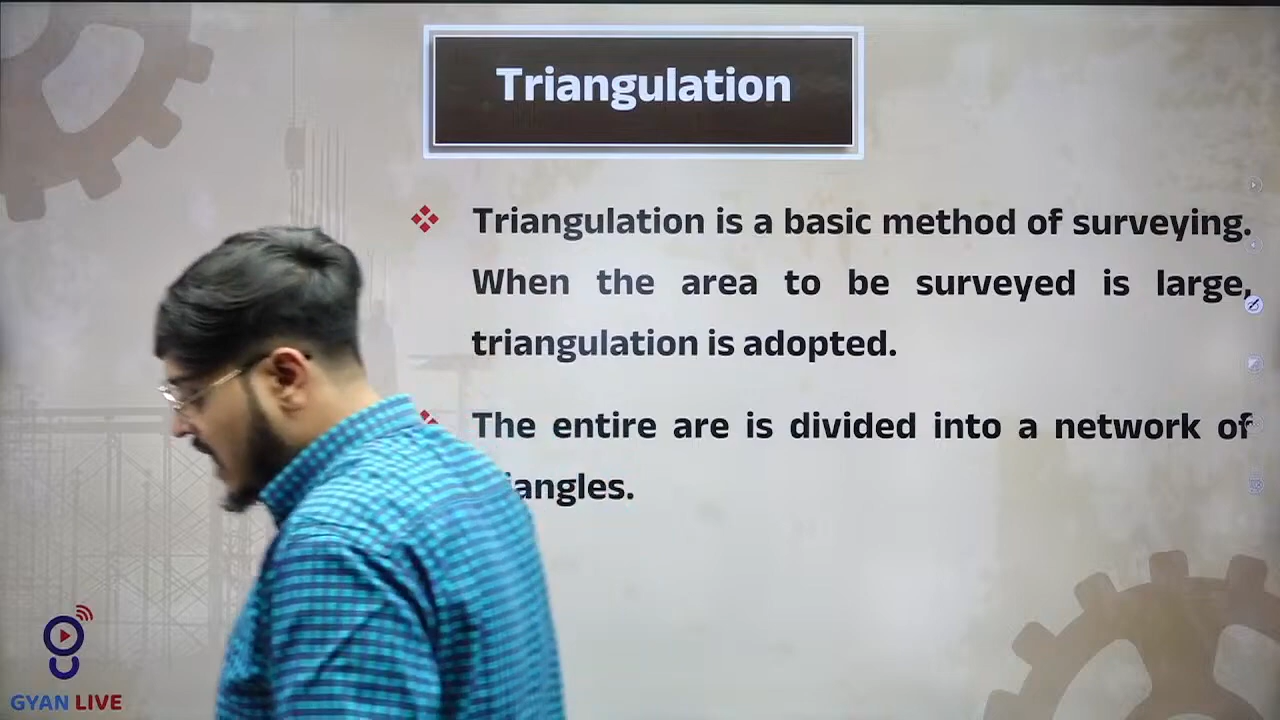 Triangulation
Triangulation is a basic method of surveying.
When the area to be surveyed is large,
triangulation is adopted.
The entire are is divided into a network of
GYAN LIVE